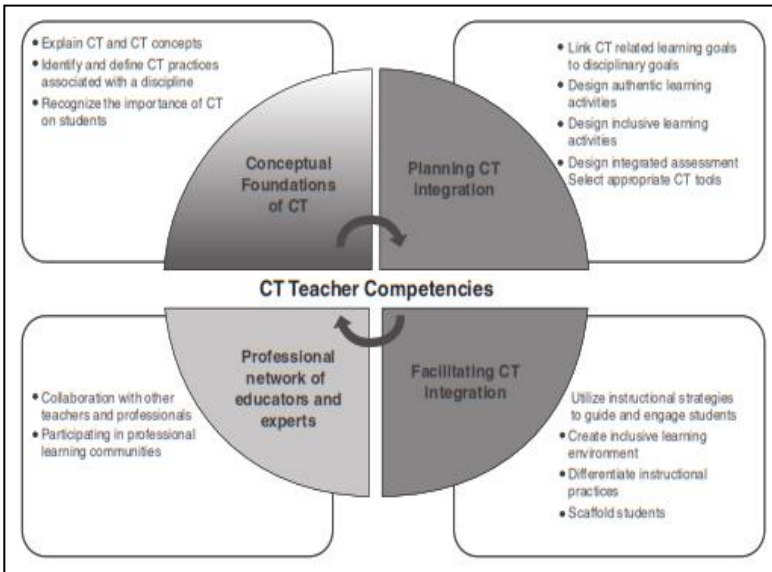 • Explain CT and CT concepts
• Identify and define CT practices
associated with a discipline
• Recognize the importance of CT
on students
Conceptual
Foundations
of CT
• Link CT related learning goals
to disciplinary goals
• Design authentic learning
activities
• Design inclusive learning
activities
• Design integrated assessment
Select appropriate CT tools
Planning CT
integration
CT Teacher Competencies
• Collaboration with other
teachers and professionals
• Participating in professional
learning communities
Professional
network of
educators and
experts
Facilitating CT
integration
Utilize instructional strategies
to guide and engage students
• Create inclusive learning
environment
• Differentiate instructional
practices
• Scaffold students